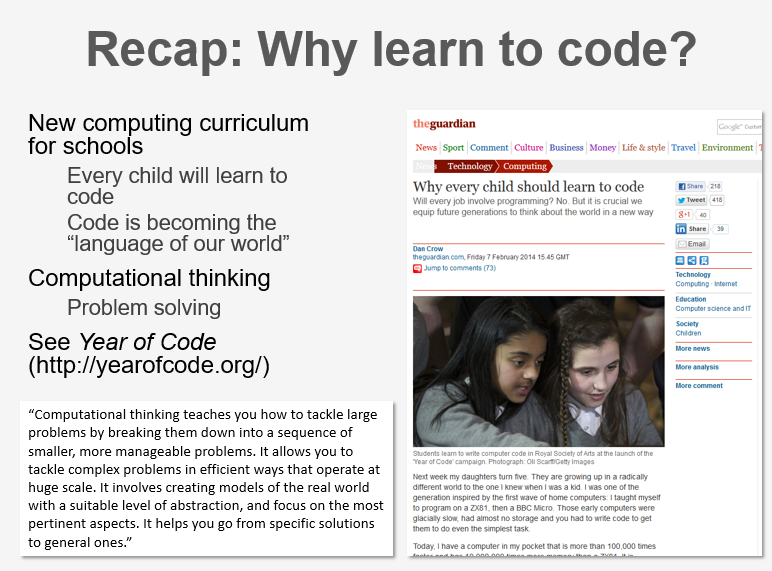 Recap: Why learn to code?
New computing curriculum
for schools
Every child will learn to
code
Code is becoming the
“language of our world”
Computational thinking
Problem solving
See Year of Code
(http://yearofcode.org/)
“Computational thinking teaches you how to tackle large
problems by breaking them down into a sequence of
smaller, more manageable problems. It allows you to
tackle complex problems in efficient ways that operate at
huge scale. It involves creating models of the real world
with a suitable level of abstraction, and focus on the most
pertinent aspects. It helps you go from specific solutions
to general ones.”
theguardian
Google™
News Sport Comment Culture Business Money Life & style Travel Environment
News Technology Computing
Why every child should learn to code
Will every job involve programming? No. But it is crucial we
equip future generations to think about the world in a new way
Dan Crow
theguardian.com, Friday 7 February 2014 15.45 GMT
Jump to comments (73)
Share 218
Tweet 418
+1 40
Share 39
Email
Technology
Computing · Internet
Education
Computer science and IT
Society
Children
More news
More analysis
More comment
Students learn to write computer code in Royal Society of Arts at the launch of the
'Year of Code' campaign. Photograph: Oli Scarff/Getty Images
Next week my daughters turn five. They are growing up in a radically
different world to the one I knew when I was a kid. I was one of the
generation inspired by the first wave of home computers: I taught myself
to program on a ZX81, then a BBC Micro. Those early computers were
glacially slow, had almost no storage and you had to write code to get
them to do even the simplest task.
Today, I have a computer in my pocket that is more than 100,000 times